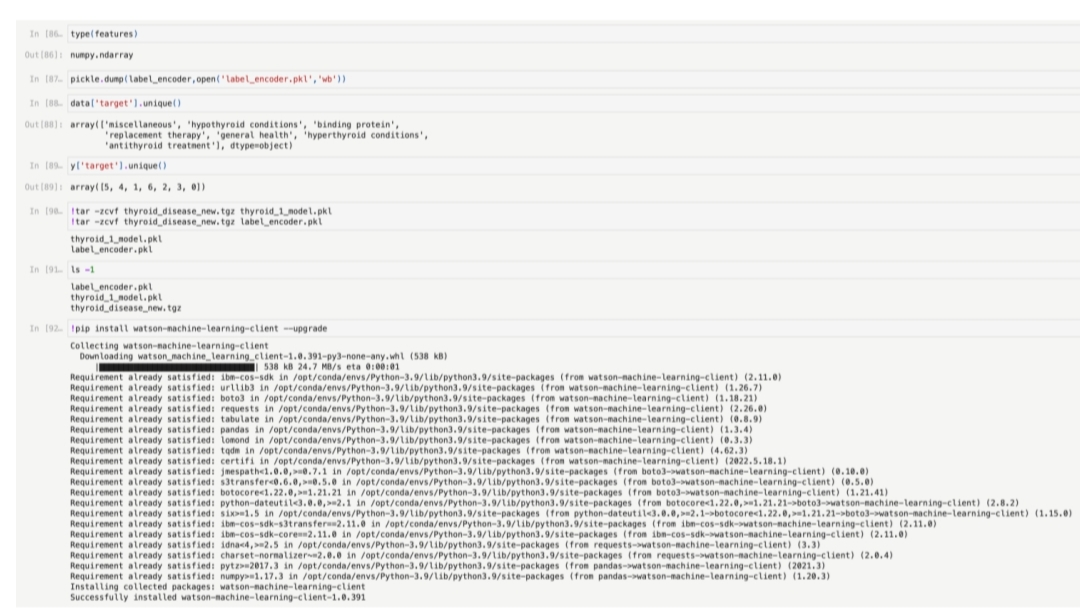 In [86… type(features)
Out[86]: numpy.ndarray
In [87… pickle.dump(label_encoder,open('label_encoder.pkl','wb'))
In [88… data['target'].unique()
Out[88]: array(['miscellaneous', 'hypothyroid conditions', 'binding protein',
'replacement therapy', 'general health', 'hyperthyroid conditions',
'antithyroid treatment'], dtype=object)
In [89… y['target'].unique()
Out[89]: array([5, 4, 1, 6, 2, 3, 0])
In [90… !tar -zcvf thyroid_disease_new.tgz thyroid_1_model.pkl
!tar -zcvf thyroid_disease_new.tgz label_encoder.pkl
thyroid_1_model.pkl
label_encoder.pkl
In [91… ls -1
label_encoder.pkl
thyroid_1_model.pkl
thyroid_disease_new.tgz
In [92… !pip install watson-machine-learning-client --upgrade
Collecting watson-machine-learning-client
Downloading watson_machine_learning_client-1.0.391-py3-none-any.whl (538 kB)
| 538 kB 24.7 MB/s eta 0:00:01
Requirement already satisfied: ibm-cos-sdk in /opt/conda/envs/Python-3.9/lib/python3.9/site-packages (from watson-machine-learning-client) (2.11.0)
Requirement already satisfied: urllib3 in /opt/conda/envs/Python-3.9/lib/python3.9/site-packages (from watson-machine-learning-client) (1.26.7)
Requirement already satisfied: boto3 in /opt/conda/envs/Python-3.9/lib/python3.9/site-packages (from watson-machine-learning-client) (1.18.21)
Requirement already satisfied: requests in /opt/conda/envs/Python-3.9/lib/python3.9/site-packages (from watson-machine-learning-client) (2.26.0)
Requirement already satisfied: tabulate in /opt/conda/envs/Python-3.9/lib/python3.9/site-packages (from watson-machine-learning-client) (0.8.9)
Requirement already satisfied: pandas in /opt/conda/envs/Python-3.9/lib/python3.9/site-packages (from watson-machine-learning-client) (1.3.4)
Requirement already satisfied: lomond in /opt/conda/envs/Python-3.9/lib/python3.9/site-packages (from watson-machine-learning-client) (0.3.3)
Requirement already satisfied: tqdm in /opt/conda/envs/Python-3.9/lib/python3.9/site-packages (from watson-machine-learning-client) (4.62.3)
Requirement already satisfied: certifi in /opt/conda/envs/Python-3.9/lib/python3.9/site-packages (from watson-machine-learning-client) (2022.5.18.1)
Requirement already satisfied: jmespath<1.0.0,>=0.7.1 in /opt/conda/envs/Python-3.9/lib/python3.9/site-packages (from boto3->watson-machine-learning-client) (0.10.0)
Requirement already satisfied: s3transfer<0.6.0,>=0.5.0 in /opt/conda/envs/Python-3.9/lib/python3.9/site-packages (from boto3->watson-machine-learning-client) (0.5.0)
Requirement already satisfied: botocore<1.22.0,>=1.21.21 in /opt/conda/envs/Python-3.9/lib/python3.9/site-packages (from boto3->watson-machine-learning-client) (1.21.41)
Requirement already satisfied: python-dateutil<3.0.0,>=2.1 in /opt/conda/envs/Python-3.9/lib/python3.9/site-packages (from botocore<1.22.0,>=1.21.21->boto3->watson-machine-learning-client) (2.8.2)
Requirement already satisfied: six>=1.5 in /opt/conda/envs/Python-3.9/lib/python3.9/site-packages (from python-dateutil<3.0.0,>=2.1->botocore<1.22.0,>=1.21.21->boto3->watson-machine-learning-client) (1.15.0)
Requirement already satisfied: ibm-cos-sdk-s3transfer==2.11.0 in /opt/conda/envs/Python-3.9/lib/python3.9/site-packages (from ibm-cos-sdk->watson-machine-learning-client) (2.11.0)
Requirement already satisfied: ibm-cos-sdk-core==2.11.0 in /opt/conda/envs/Python-3.9/lib/python3.9/site-packages (from ibm-cos-sdk->watson-machine-learning-client) (2.11.0)
Requirement already satisfied: idna<4,>=2.5 in /opt/conda/envs/Python-3.9/lib/python3.9/site-packages (from requests->watson-machine-learning-client) (3.3)
Requirement already satisfied: charset-normalizer~=2.0.0 in /opt/conda/envs/Python-3.9/lib/python3.9/site-packages (from requests->watson-machine-learning-client) (2.0.4)
Requirement already satisfied: pytz>=2017.3 in /opt/conda/envs/Python-3.9/lib/python3.9/site-packages (from pandas->watson-machine-learning-client) (2021.3)
Requirement already satisfied: numpy>=1.17.3 in /opt/conda/envs/Python-3.9/lib/python3.9/site-packages (from pandas->watson-machine-learning-client) (1.20.3)
Installing collected packages: watson-machine-learning-client
Successfully installed watson-machine-learning-client-1.0.391